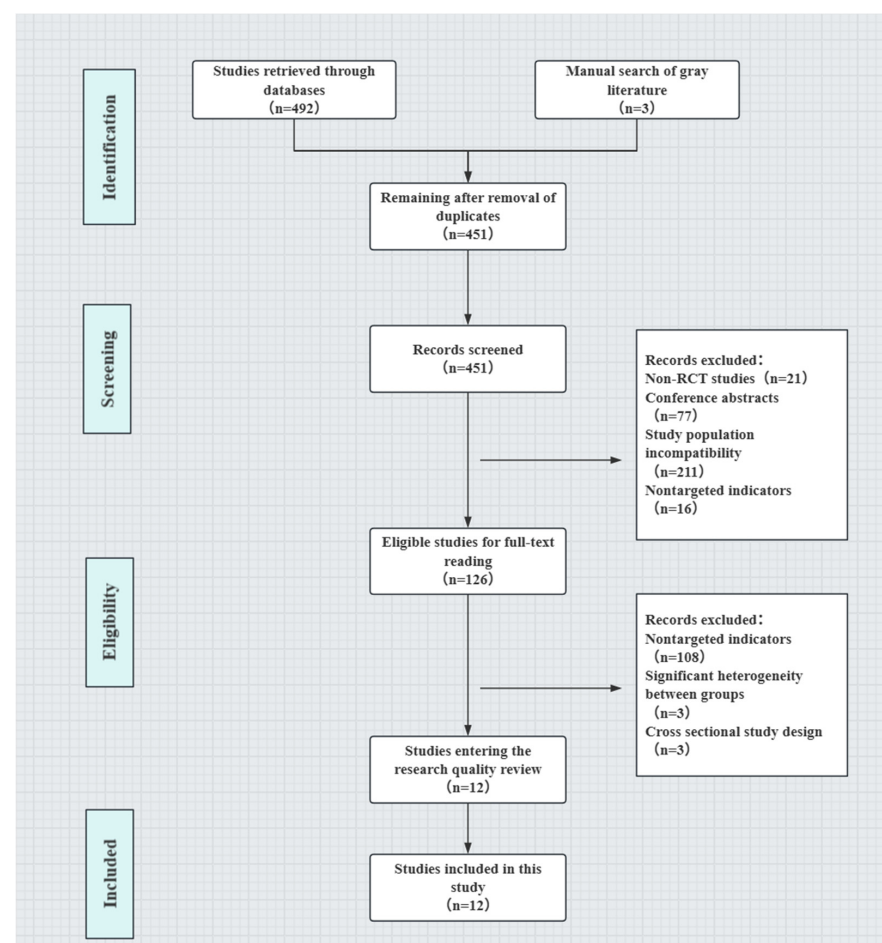 Identification
Studies retrieved through
databases
(n=492)
Manual search of gray
literature
(n=3)
Remaining after removal of
duplicates
(n=451)
Screening
Records screened
(n=451)
Records excluded:
Non-RCT studies (n=21)
Conference abstracts
(n=77)
Study population
incompatibility
(n=211)
Nontargeted indicators
(n=16)
Eligibility
Eligible studies for full-text
reading
(n=126)
Records excluded:
Nontargeted indicators
(n=108)
Significant heterogeneity
between groups
(n=3)
Cross sectional study design
(n=3)
Studies entering the
research quality review
(n=12)
Included
Studies included in this
study
(n=12)